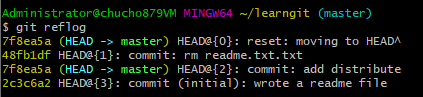 Administrator@chucho879VM MINGW64 ~/learngit (master)
$ git reflog
7f8ea5a (HEAD -> master) HEAD@{0}: reset: moving to HEAD^
48fb1df HEAD@{1}: commit: rm readme.txt.txt
7f8ea5a (HEAD -> master) HEAD@{2}: commit: add distribute
2c3c6a2 HEAD@{3}: commit (initial): wrote a readme file